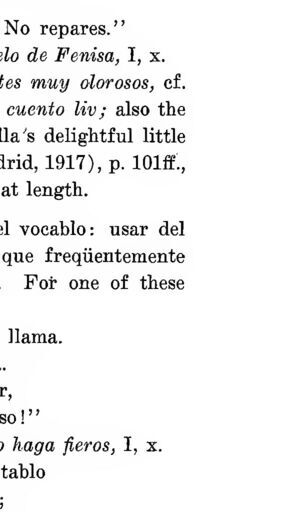 No repares.''
elo de Fenisa, I, x.
tes muy olorosos, cf.
cuento liv; also the
lla's delightful little
drid, 1917), p. 101ff.,
at length.
el vocablo: usar del
que freqüentemente
. For one of these
llama.
..
r,
so!''
o haga fieros, I, x.
tablo
;